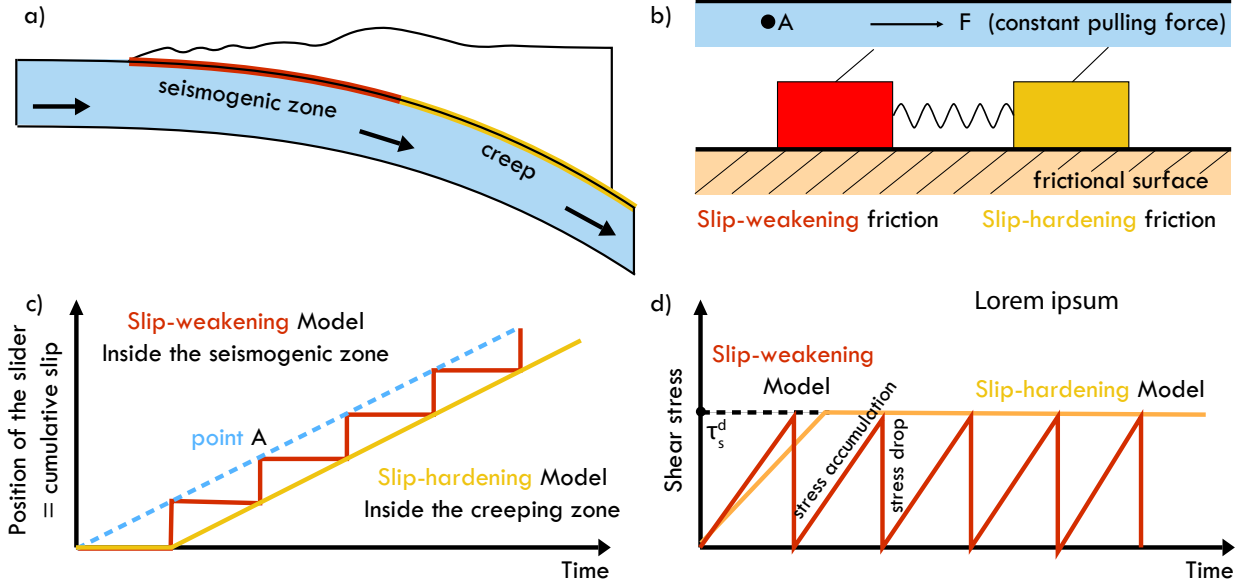 a)
seismogenic zone
creep
b)
A
F (constant pulling force)
frictional surface
Slip-weakening friction
Slip-hardening friction
c)
Position of the slider
= cumulative slip
Slip-weakening Model
Inside the seismogenic zone
point A
Slip-hardening Model
Inside the creeping zone
Time
d)
Lorem ipsum
Shear stress
Slip-weakening
Model
Slip-hardening Model
τ_s^d
stress accumulation
stress drop
Time